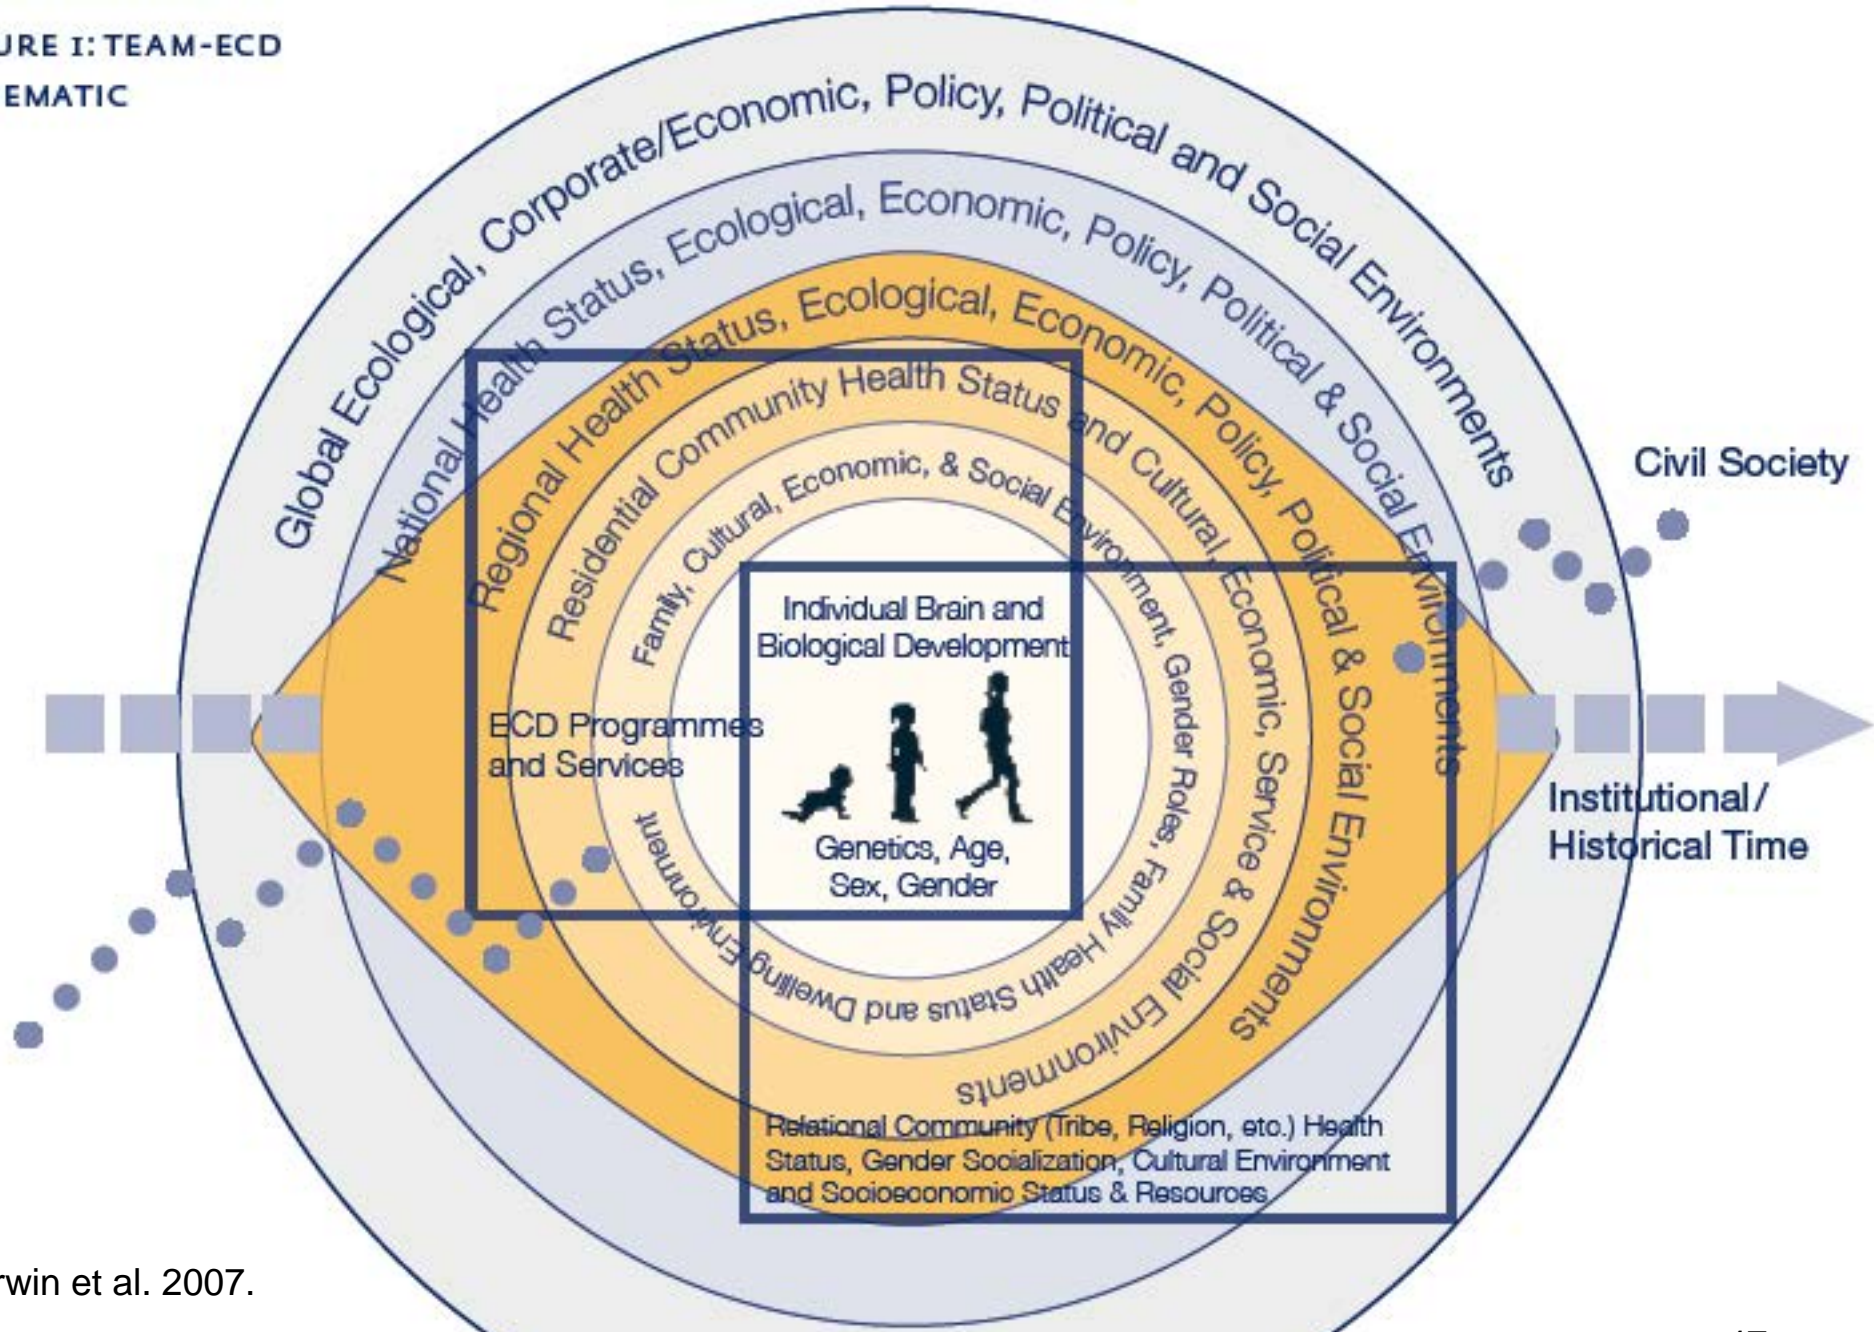 URE I: TEAM-ECD
EMATIC
Global Ecological, Corporate/Economic, Policy, Political and Social Environments
National Health Status, Ecological, Economic, Policy, Political & Social Environments
Regional Health Status, Ecological, Economic, Policy, Political & Social Environments
Residential Community Health Status and Cultural, Economic, Service & Social Environments
Family, Cultural, Economic, & Social Environment, Gender Roles, Family Health Status and Dwelling Environment
Civil Society
Individual Brain and
Biological Development
ECD Programmes
and Services
Genetics, Age,
Sex, Gender
Institutional/
Historical Time
Relational Community (Tribe, Religion, etc.) Health
Status, Gender Socialization, Cultural Environment
and Socioeconomic Status & Resources
rwin et al. 2007.